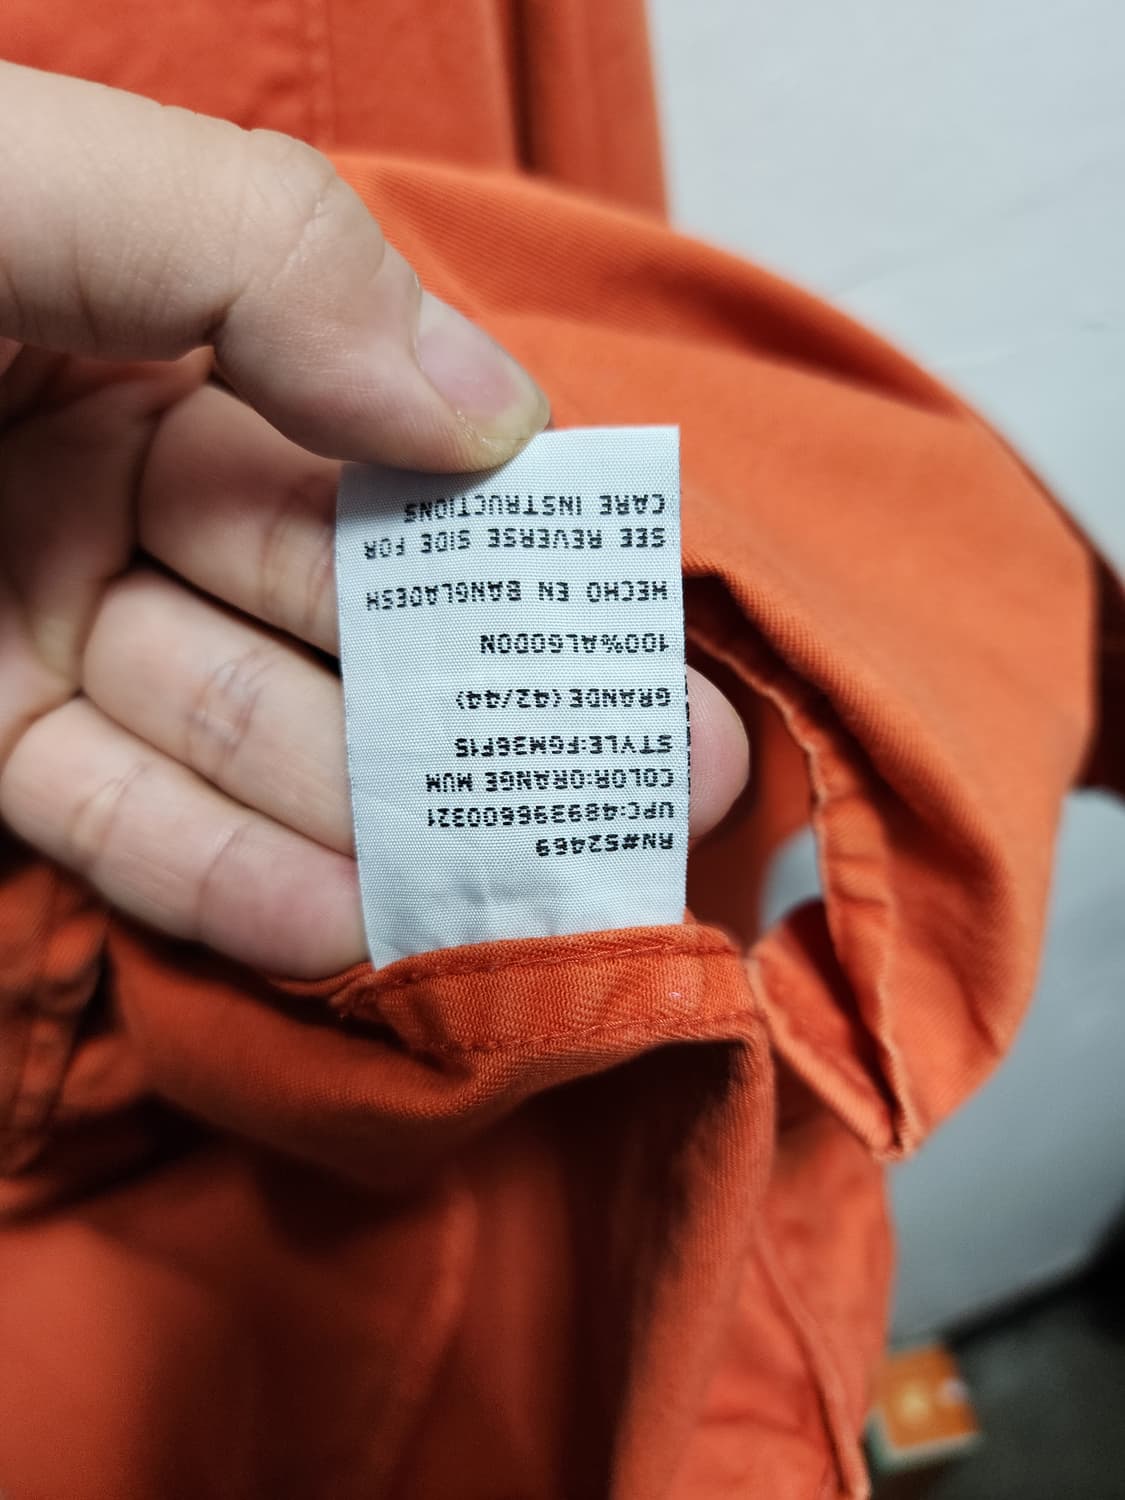 RN#52469
UPC:489396600321
COLOR:ORANGE MUM
STYLE:FGM36F15
GRANDE (42/44)
100%ALGODON
HECHO EN BANGLADESH
SEE REVERSE SIDE FOR
CARE INSTRUCTIONS